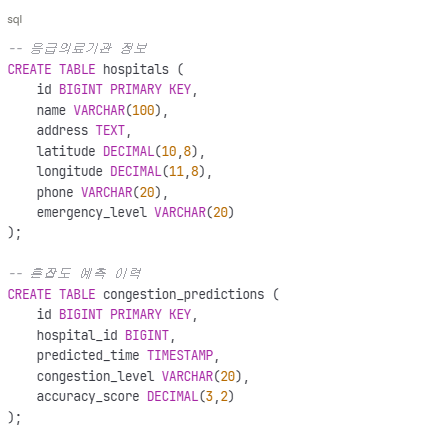 sql
-- 응급의료기관 정보
CREATE TABLE hospitals (
id BIGINT PRIMARY KEY,
name VARCHAR(100),
address TEXT,
latitude DECIMAL(10,8),
longitude DECIMAL(11,8),
phone VARCHAR(20),
emergency_level VARCHAR(20)
);
-- 혼잡도 예측 이력
CREATE TABLE congestion_predictions (
id BIGINT PRIMARY KEY,
hospital_id BIGINT,
predicted_time TIMESTAMP,
congestion_level VARCHAR(20),
accuracy_score DECIMAL(3,2)
);